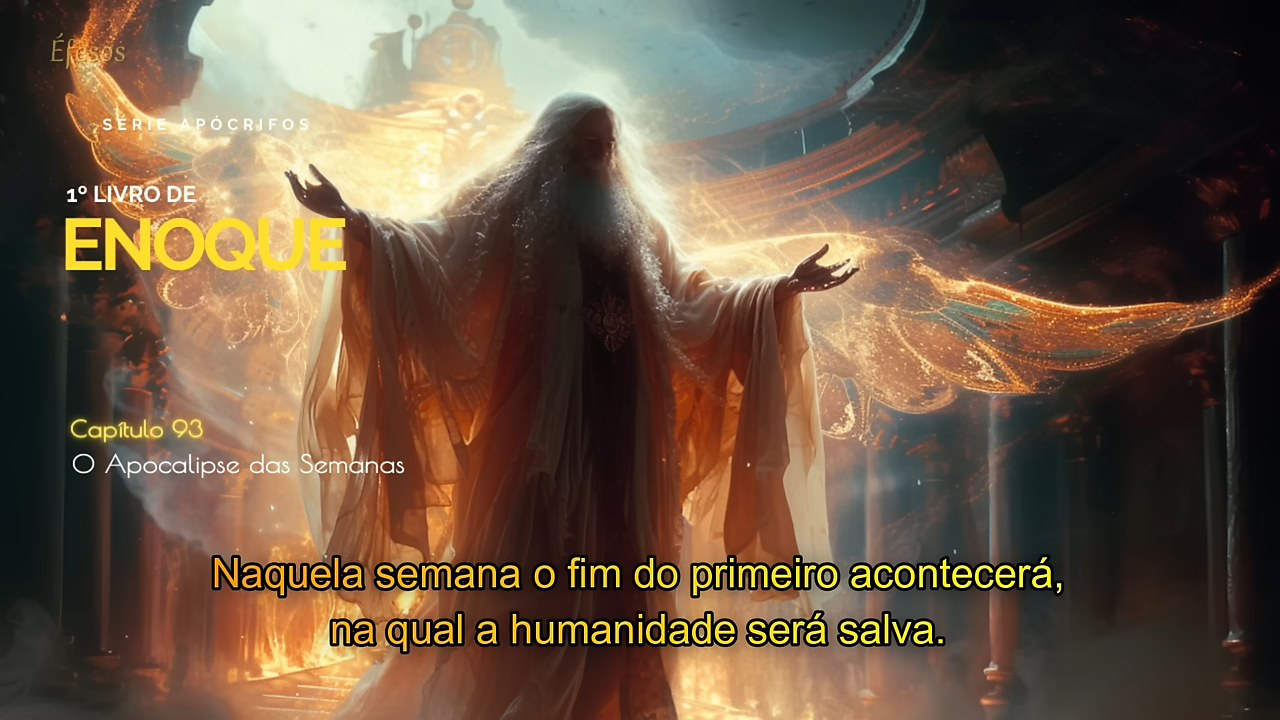 Éfesos
SÉRIE APÓCRIFOS
1º LIVRO DE
ENOQUE
Capítulo 93
O Apocalipse das Semanas
Naquela semana o fim do primeiro acontecerá,
na qual a humanidade será salva.